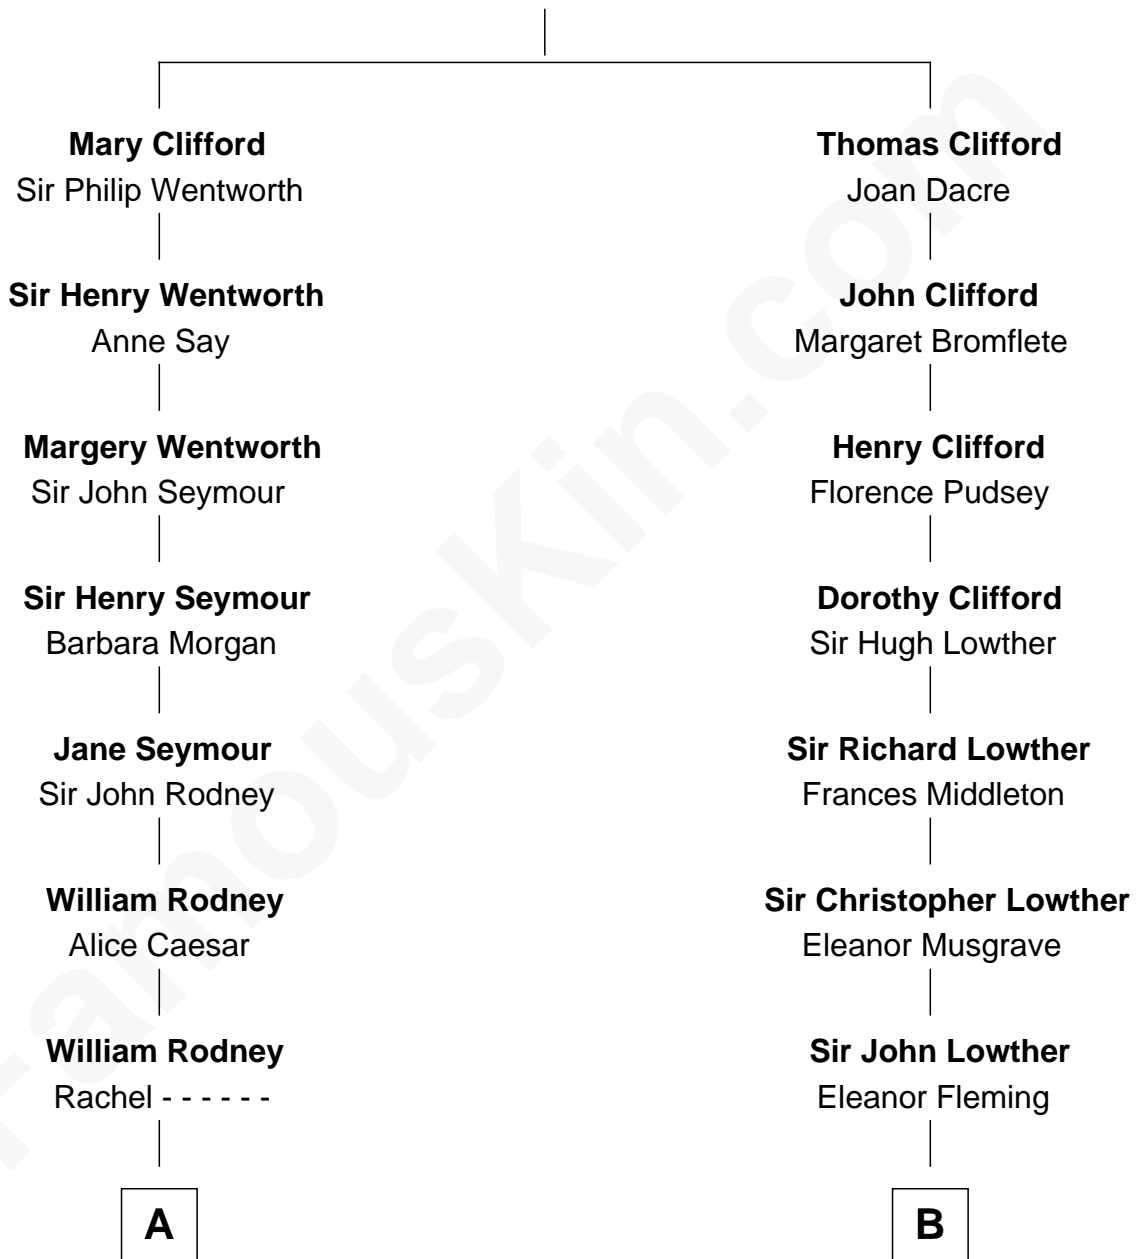 Mary Clifford
Sir Philip Wentworth
Sir Henry Wentworth
Anne Say
Margery Wentworth
Sir John Seymour
Sir Henry Seymour
Barbara Morgan
Jane Seymour
Sir John Rodney
William Rodney
Alice Caesar
William Rodney
Rachel - - - - - -
A
Thomas Clifford
Joan Dacre
John Clifford
Margaret Bromflete
Henry Clifford
Florence Pudsey
Dorothy Clifford
Sir Hugh Lowther
Sir Richard Lowther
Frances Middleton
Sir Christopher Lowther
Eleanor Musgrave
Sir John Lowther
Eleanor Fleming
B
FamousKin.com